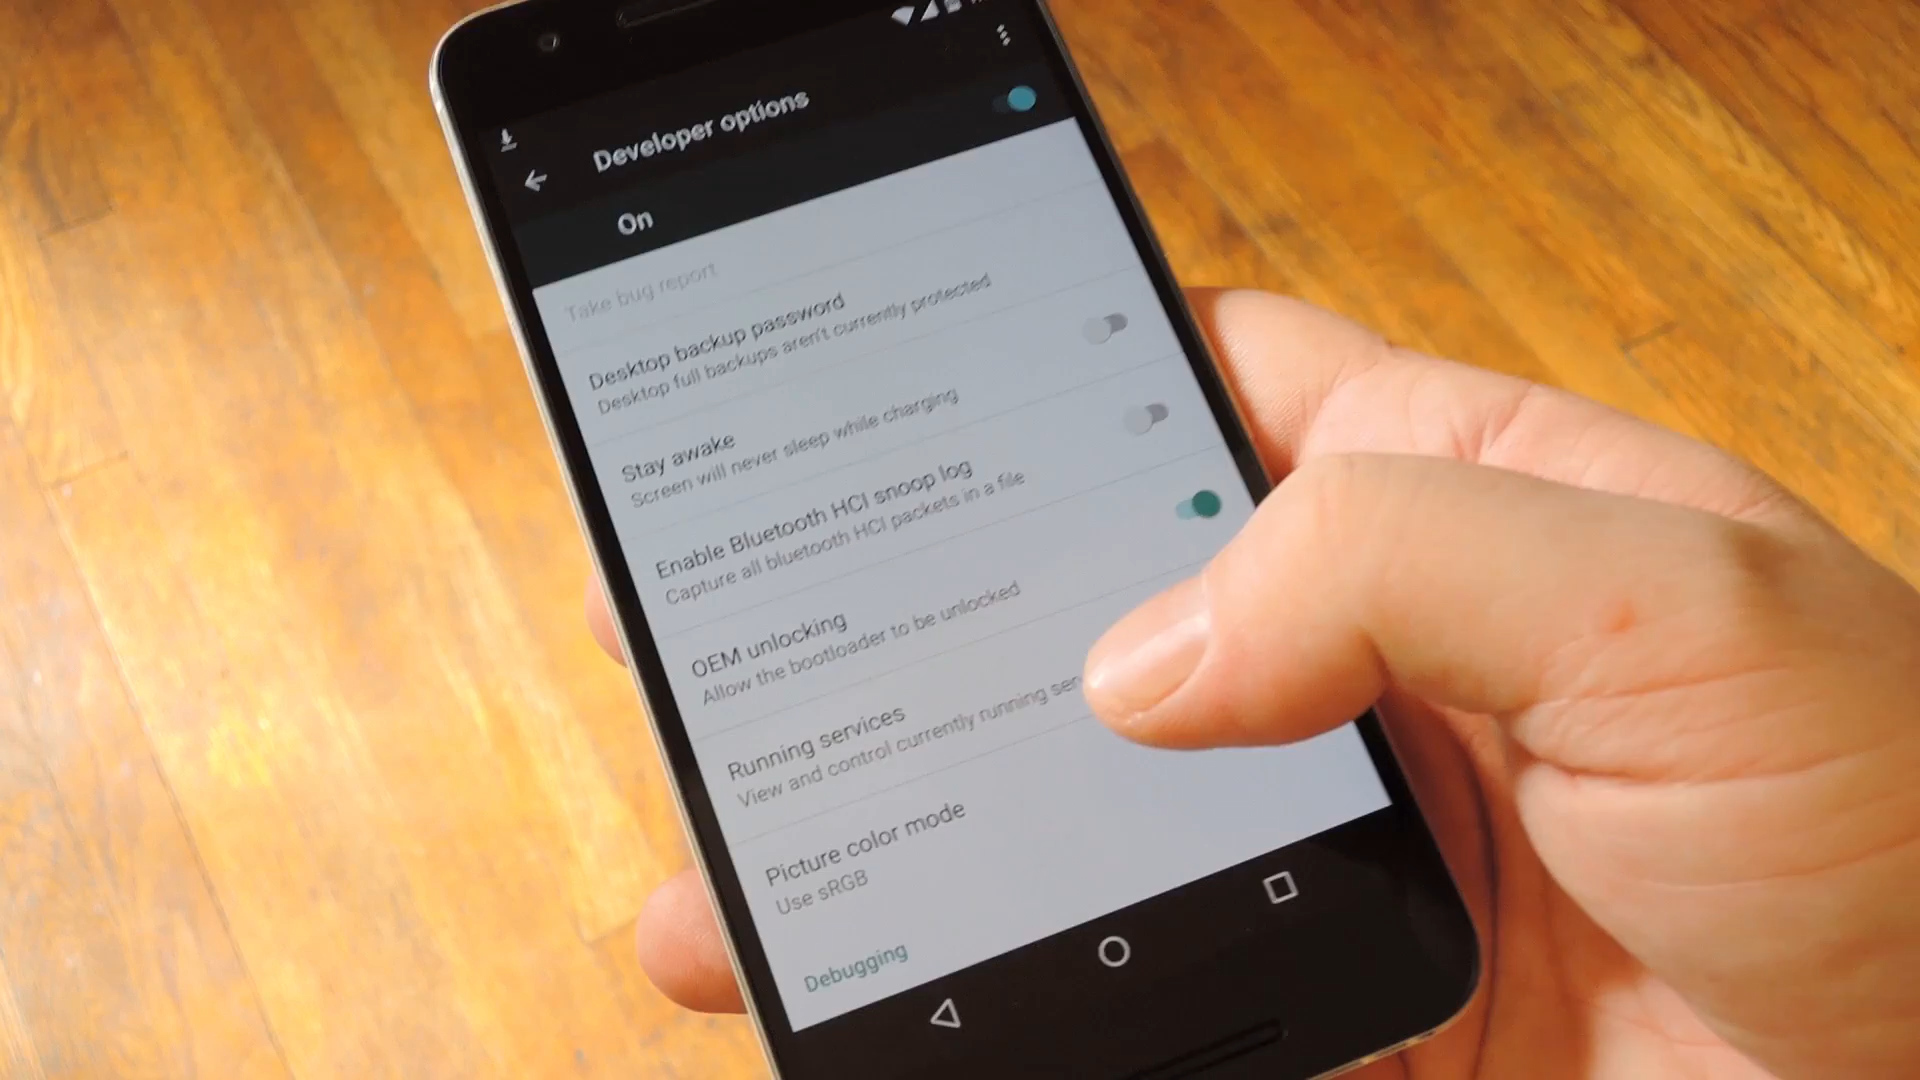 Developer options
On
Take bug report
Desktop backup password
Desktop full backups aren't currently protected
Stay awake
Screen will never sleep while charging
Enable Bluetooth HCI snoop log
Capture all bluetooth HCI packets in a file
OEM unlocking
Allow the bootloader to be unlocked
Running services
View and control currently running
Picture color mode
Use sRGB
Debugging